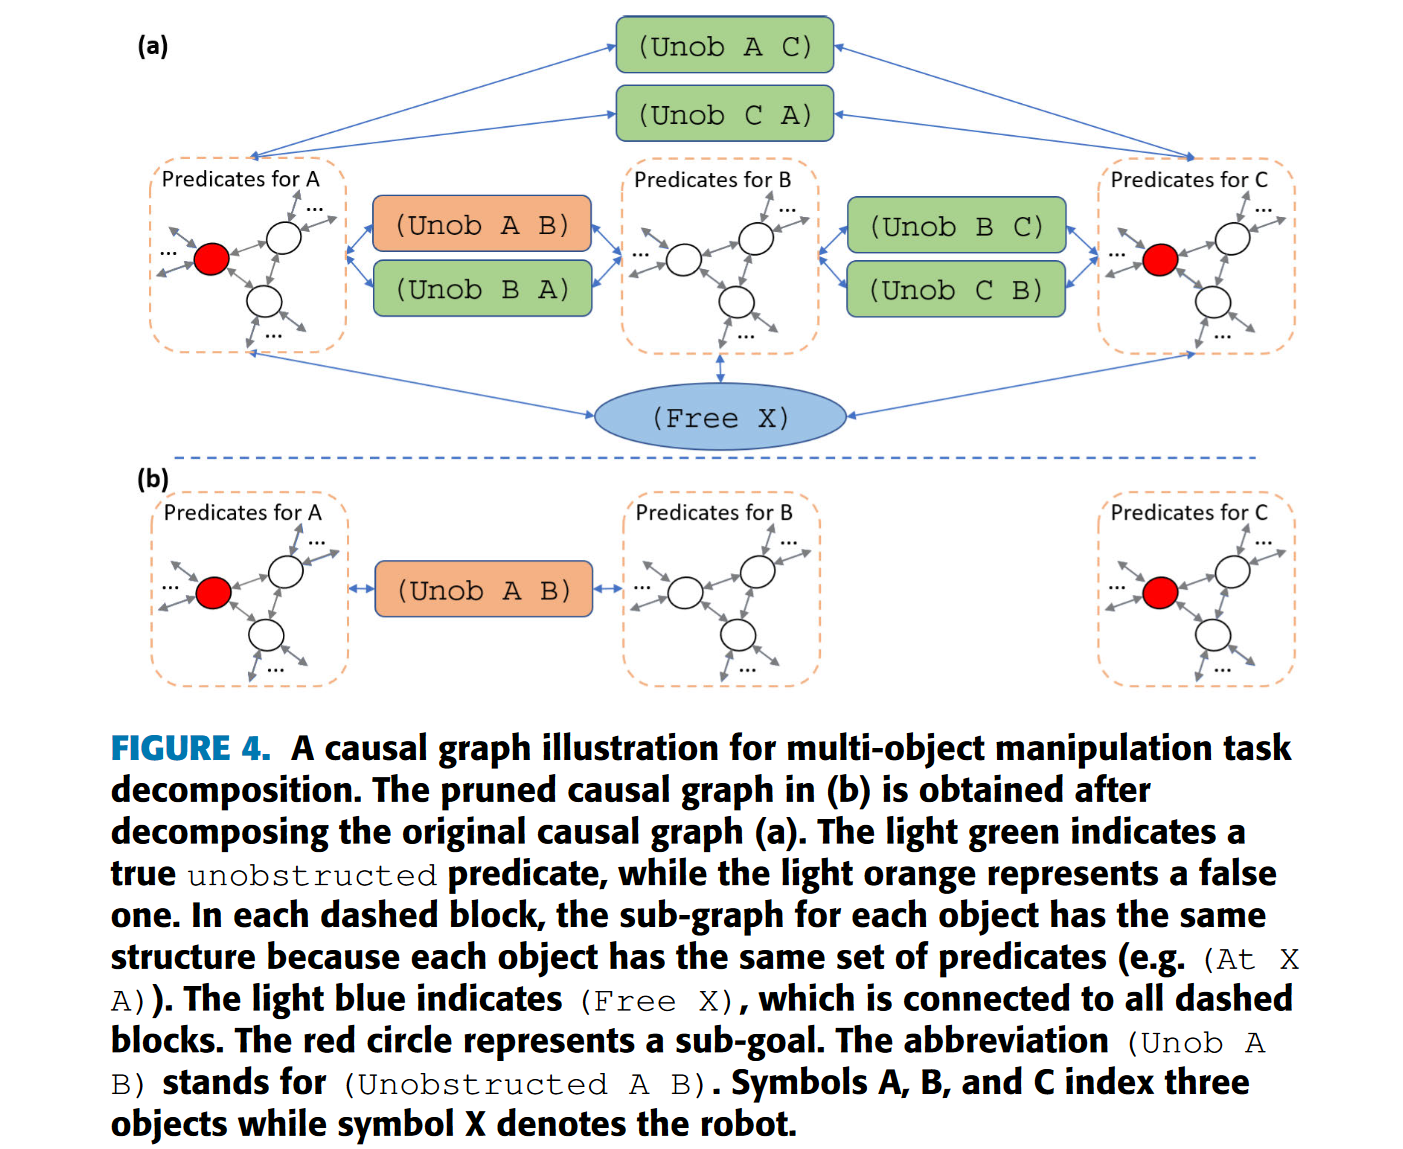 (a)
(Unob A C)
(Unob C A)
Predicates for A
Predicates for B
Predicates for C
...
...
...
(Unob A B)
(Unob B A)
...
...
...
(Unob B C)
(Unob C B)
...
...
...
(Free X)
(b)
Predicates for A
Predicates for B
Predicates for C
...
...
...
(Unob A B)
...
...
...
...
...
...
FIGURE 4. A causal graph illustration for multi-object manipulation task
decomposition. The pruned causal graph in (b) is obtained after
decomposing the original causal graph (a). The light green indicates a
true unobstructed predicate, while the light orange represents a false
one. In each dashed block, the sub-graph for each object has the same
structure because each object has the same set of predicates (e.g. (At X
A)). The light blue indicates (Free X), which is connected to all dashed
blocks. The red circle represents a sub-goal. The abbreviation (Unob A
B) stands for (Unobstructed A B). Symbols A, B, and C index three
objects while symbol X denotes the robot.